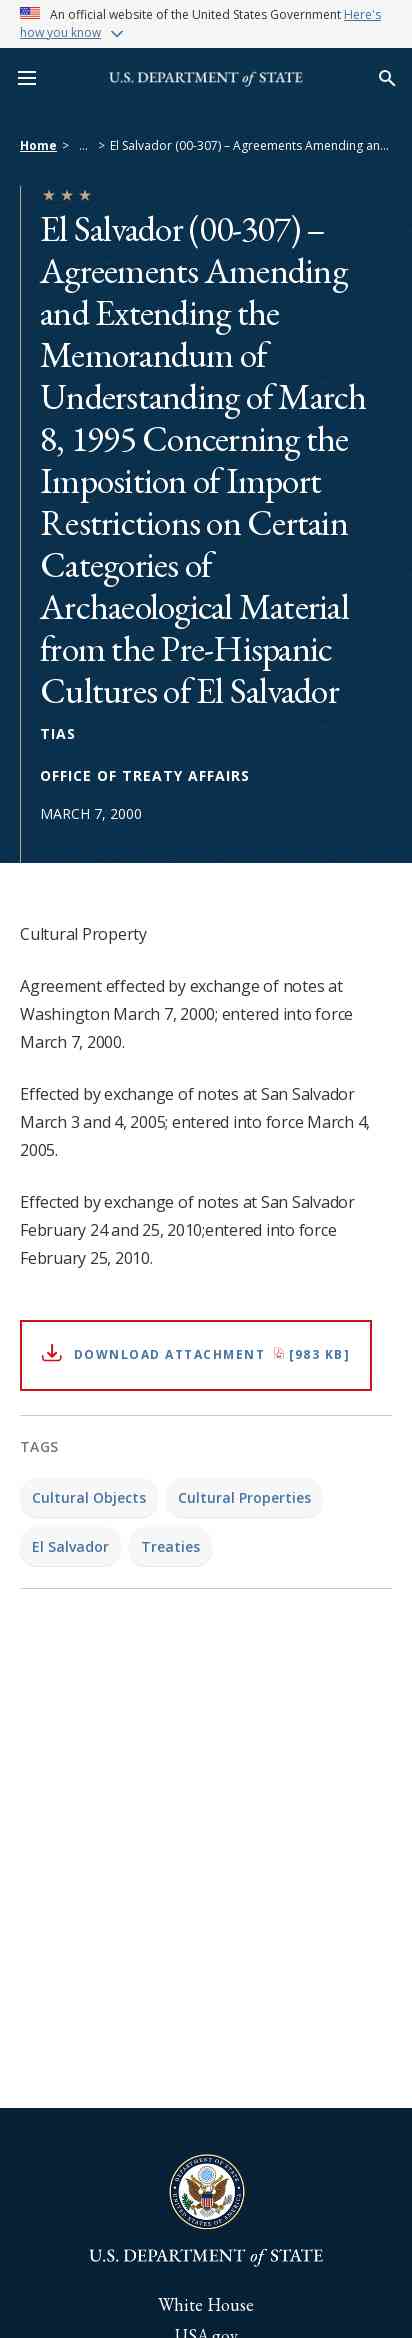 An official website of the United States Government Here's
how you know
U.S. DEPARTMENT of STATE
Home > ... > El Salvador (00-307) – Agreements Amending an...
El Salvador (00-307) –
Agreements Amending
and Extending the
Memorandum of
Understanding of March
8, 1995 Concerning the
Imposition of Import
Restrictions on Certain
Categories of
Archaeological Material
from the Pre-Hispanic
Cultures of El Salvador
TIAS
OFFICE OF TREATY AFFAIRS
MARCH 7, 2000
Cultural Property
Agreement effected by exchange of notes at
Washington March 7, 2000; entered into force
March 7, 2000.
Effected by exchange of notes at San Salvador
March 3 and 4, 2005; entered into force March 4,
2005.
Effected by exchange of notes at San Salvador
February 24 and 25, 2010;entered into force
February 25, 2010.
DOWNLOAD ATTACHMENT [983 KB]
TAGS
Cultural Objects Cultural Properties
El Salvador Treaties
DEPARTMENT OF STATE
UNITED STATES OF AMERICA
U.S. DEPARTMENT of STATE
White House
USA.gov